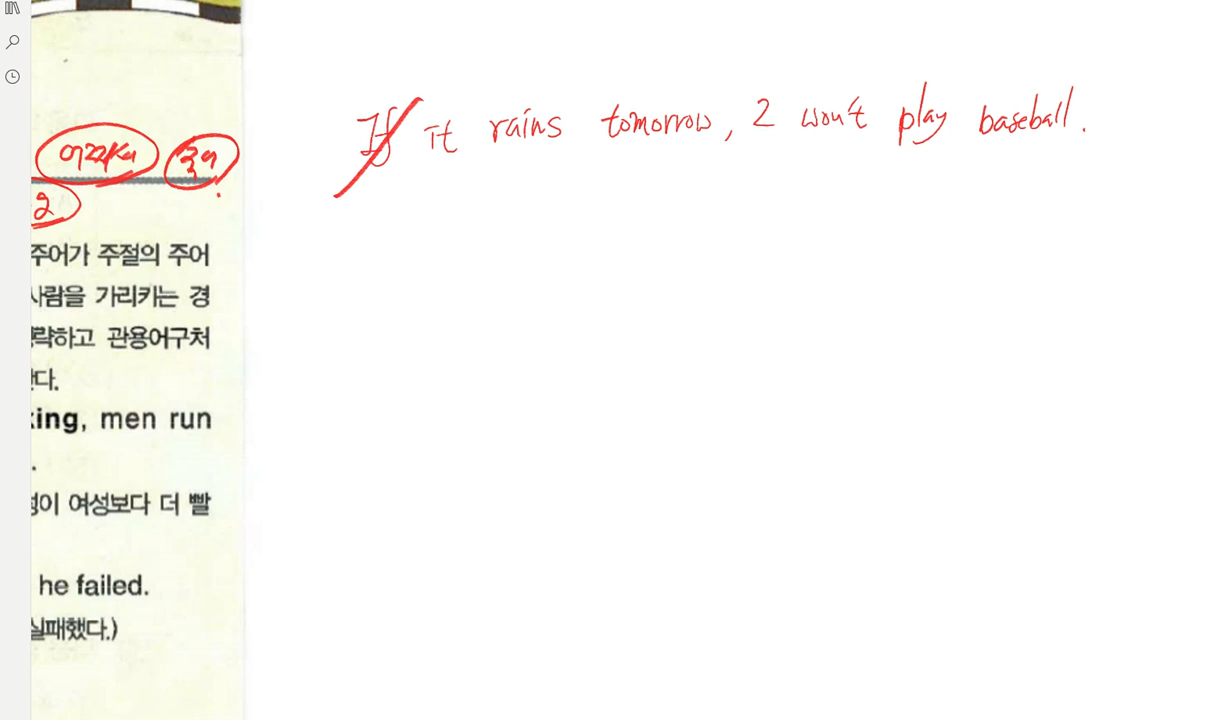 If it rains tomorrow, I won't play baseball.
주어가 주절의 주어
사람을 가리키는 경
략하고 관용어구처
다.
king, men run
.
이 여성보다 더 빨
he failed.
실패했다.)